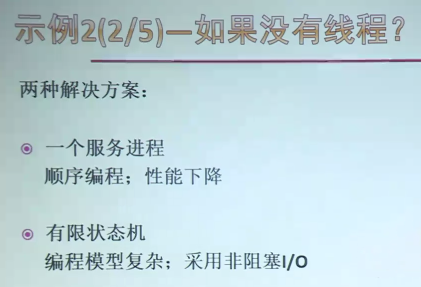 示例2(2/5)—如果没有线程？
两种解决方案：
一个服务进程
顺序编程；性能下降
有限状态机
编程模型复杂；采用非阻塞I/O